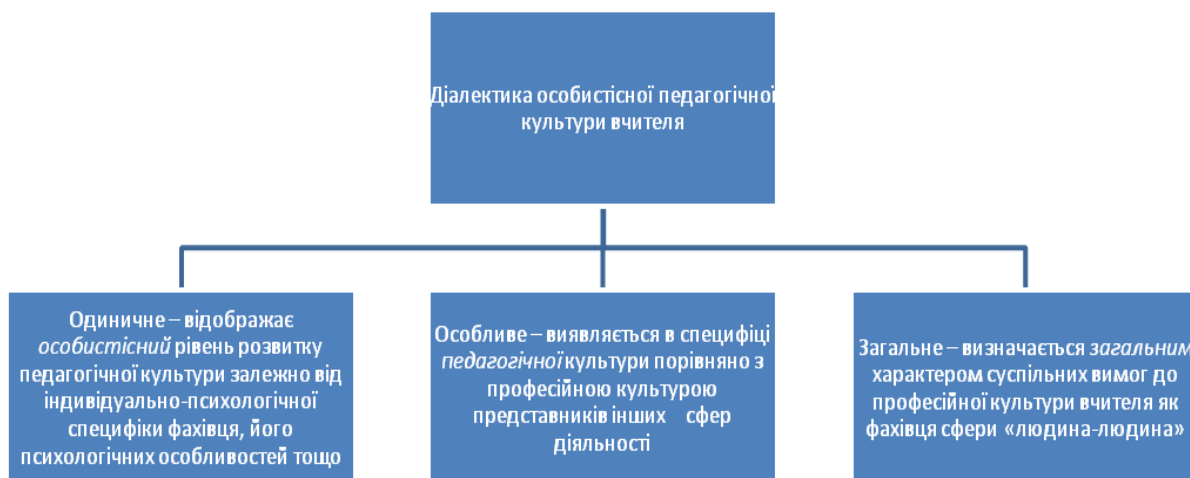 Діалектика особистісної педагогічної
культури вчителя
Одиничне – відображає
особистісний рівень розвитку
педагогічної культури залежно від
індивідуально-психологічної
специфіки фахівця, його
психологічних особливостей тощо
Особливе – виявляється в специфіці
педагогічної культури порівняно з
професійною культурою
представників інших сфер
діяльності
Загальне – визначається загальним
характером суспільних вимог до
професійної культури вчителя як
фахівця сфери «людина-людина»